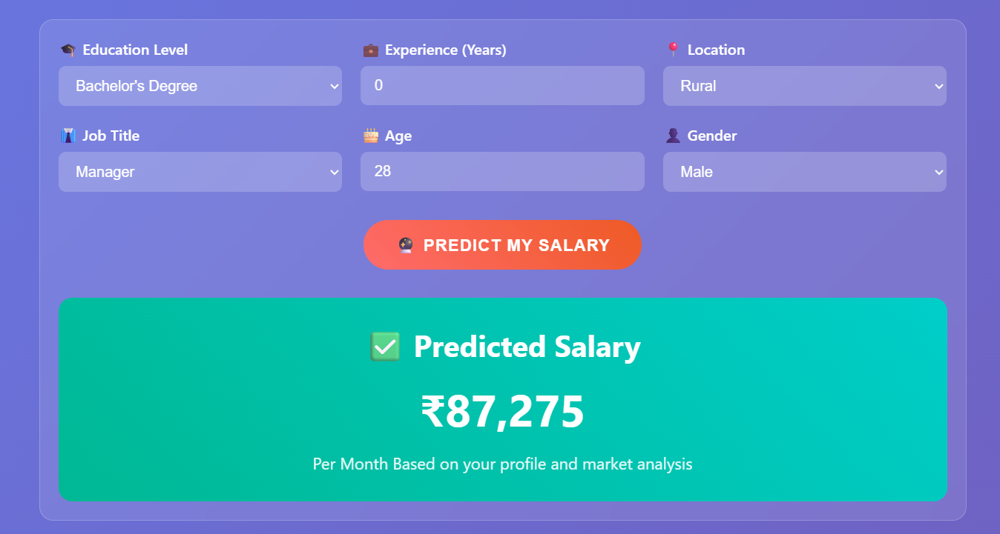 Education Level
Experience (Years)
Location
Bachelor's Degree
0
Rural
Job Title
Age
Gender
Manager
28
Male
PREDICT MY SALARY
Predicted Salary
₹87,275
Per Month Based on your profile and market analysis